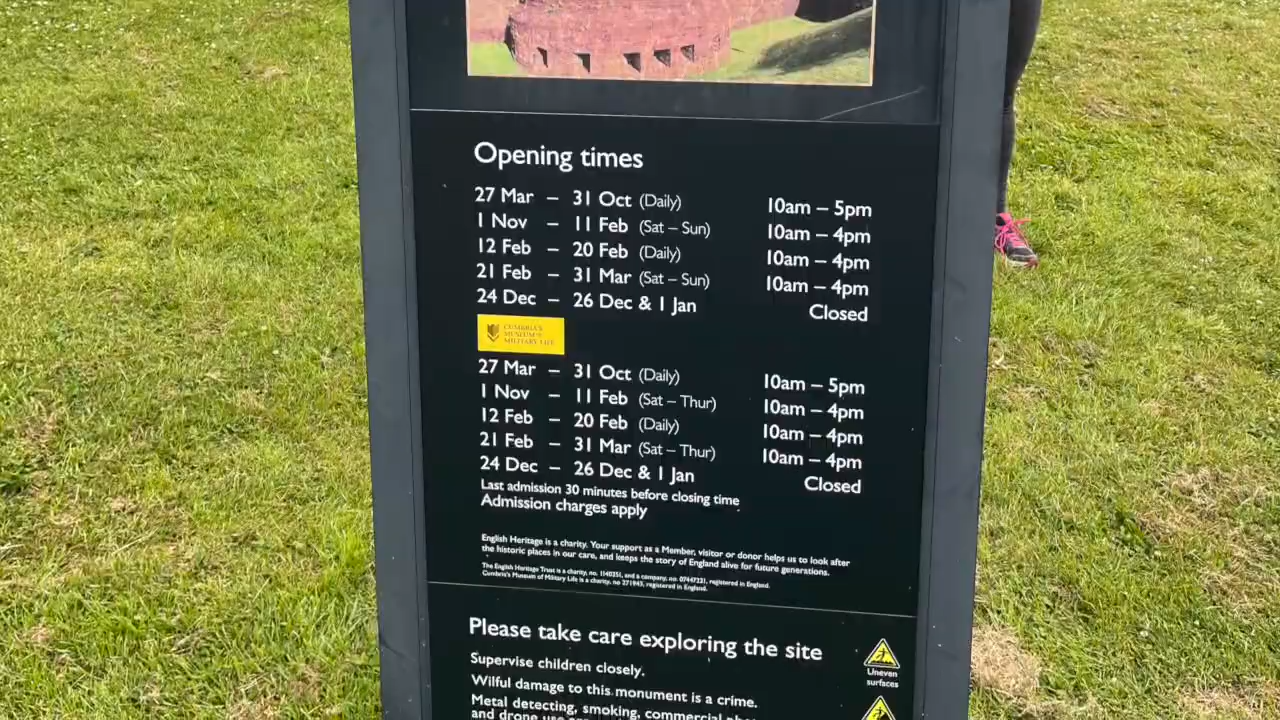 Opening times
27 Mar – 31 Oct (Daily) 10am – 5pm
1 Nov – 11 Feb (Sat – Sun) 10am – 4pm
12 Feb – 20 Feb (Daily) 10am – 4pm
21 Feb – 31 Mar (Sat – Sun) 10am – 4pm
24 Dec – 26 Dec & 1 Jan Closed
CUMBRIA'S
MUSEUM OF
MILITARY LIFE
27 Mar – 31 Oct (Daily) 10am – 5pm
1 Nov – 11 Feb (Sat – Thur) 10am – 4pm
12 Feb – 20 Feb (Daily) 10am – 4pm
21 Feb – 31 Mar (Sat – Thur) 10am – 4pm
24 Dec – 26 Dec & 1 Jan Closed
Last admission 30 minutes before closing time
Admission charges apply
English Heritage is a charity. Your support as a Member, visitor or donor helps us to look after
the historic places in our care, and keeps the story of England alive for future generations.
The English Heritage Trust is a charity, no. 1140351, and a company, no. 07447221, registered in England.
Cumbria's Museum of Military Life is a charity, no 271943, registered in England.
Please take care exploring the site
Supervise children closely.
Wilful damage to this monument is a crime.
Metal detecting, smoking, commercial
and drone use
Uneven
surfaces